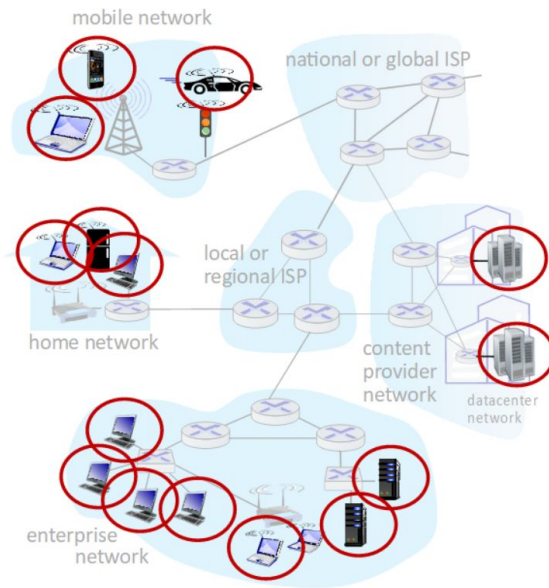 mobile network
national or global ISP
local or
regional ISP
home network
content
provider
network
datacenter
network
enterprise
network